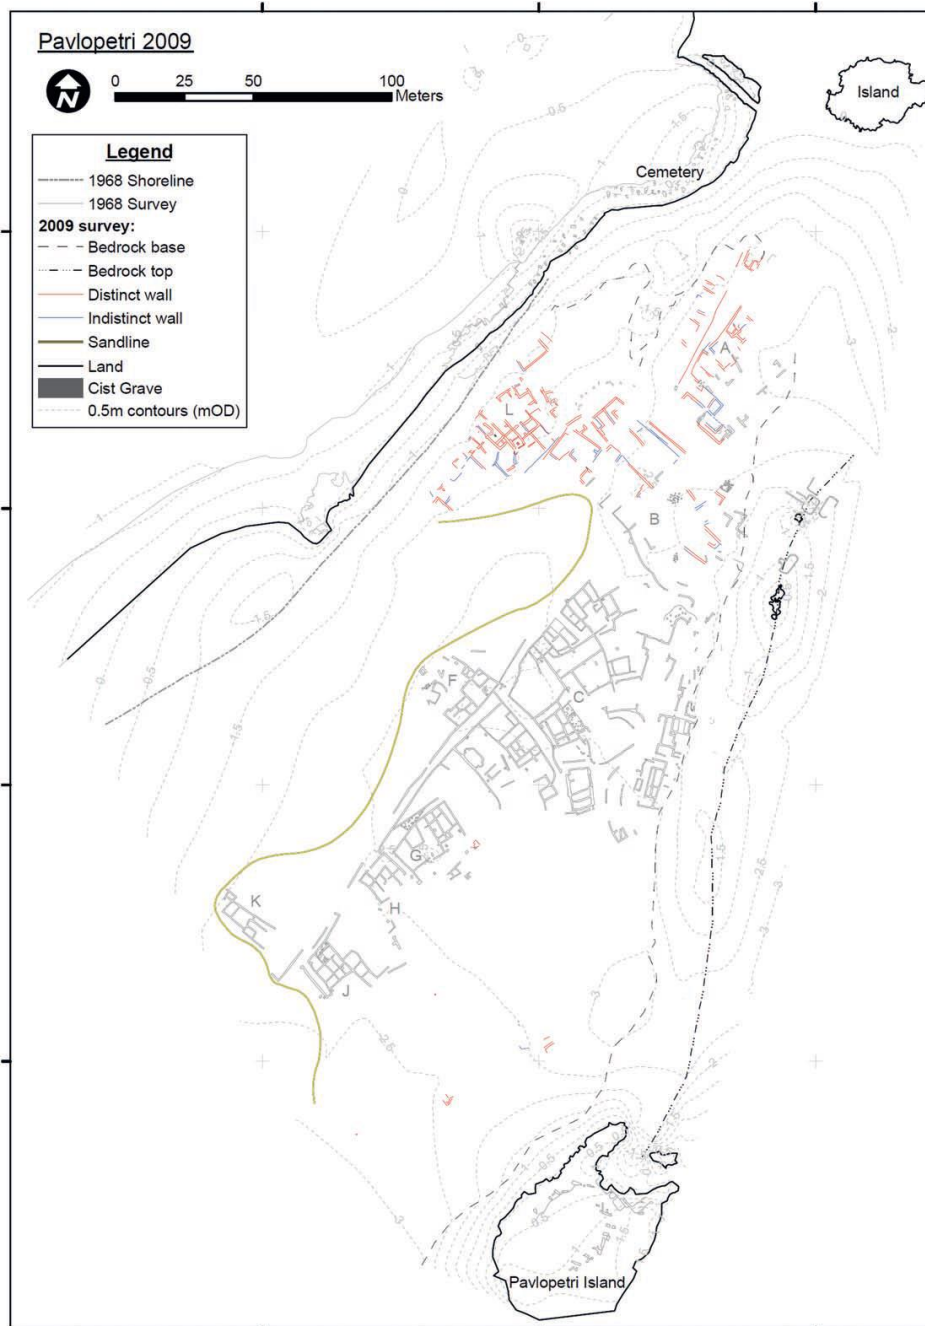 Pavlopetri 2009
N
0 25 50 100
Meters
Legend
1968 Shoreline
1968 Survey
2009 survey:
Bedrock base
Bedrock top
Distinct wall
Indistinct wall
Sandline
Land
Cist Grave
0.5m contours (mOD)
Island
Cemetery
A
L
B
I
F
C
G
K
H
J
Pavlopetri Island